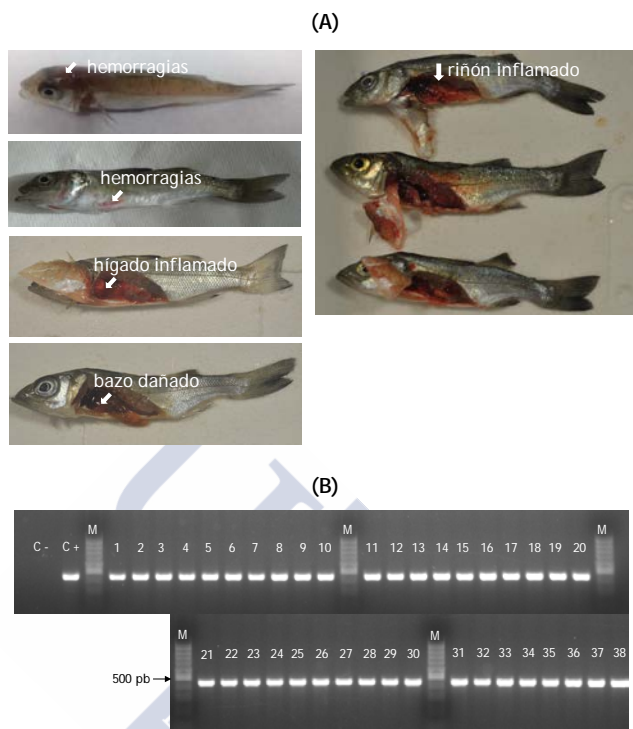 (A)
hemorragias
riñón inflamado
hemorragias
hígado inflamado
bazo dañado
(B)
C - C + M 1 2 3 4 5 6 7 8 9 10 M 11 12 13 14 15 16 17 18 19 20 M
M 21 22 23 24 25 26 27 28 29 30 M 31 32 33 34 35 36 37 38
500 pb